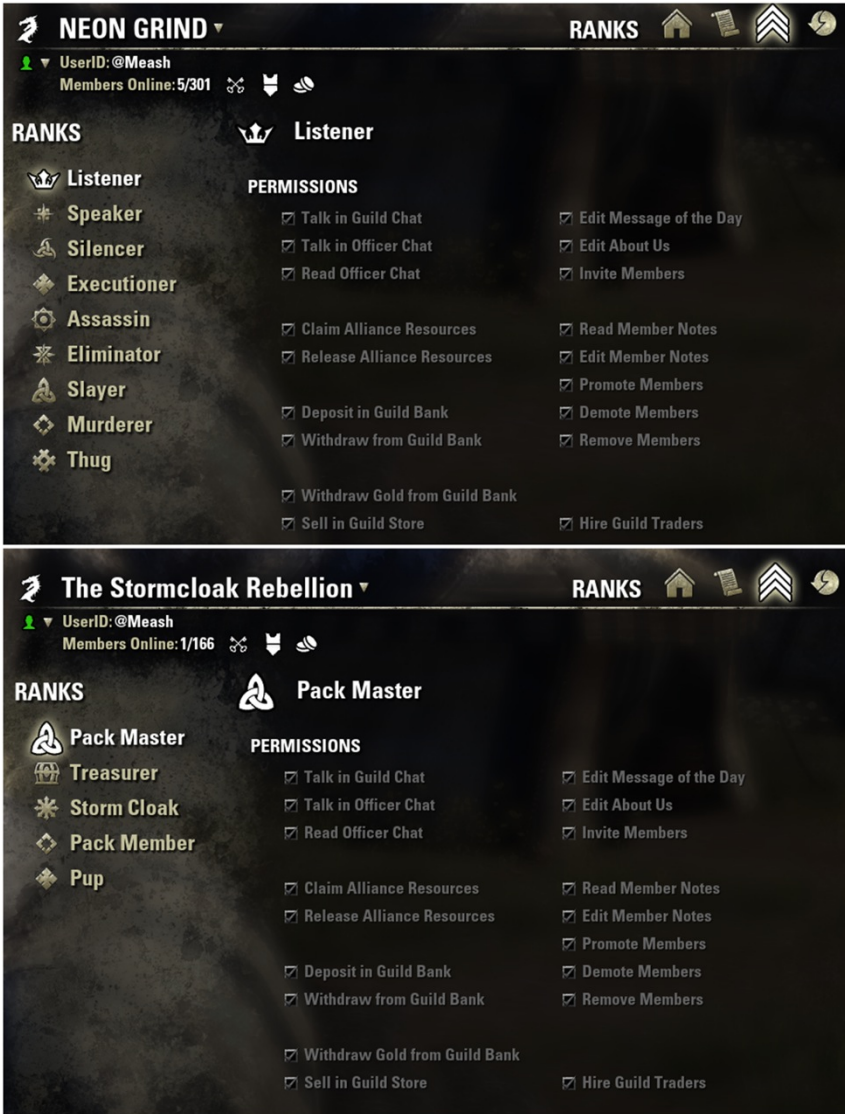 NEON GRIND
RANKS
UserID: @Meash
Members Online: 5/301
RANKS
Listener
Speaker
Silencer
Executioner
Assassin
Eliminator
Slayer
Murderer
Thug
Listener
PERMISSIONS
Talk in Guild Chat
Talk in Officer Chat
Read Officer Chat
Claim Alliance Resources
Release Alliance Resources
Deposit in Guild Bank
Withdraw from Guild Bank
Withdraw Gold from Guild Bank
Sell in Guild Store
Edit Message of the Day
Edit About Us
Invite Members
Read Member Notes
Edit Member Notes
Promote Members
Demote Members
Remove Members
Hire Guild Traders
The Stormcloak Rebellion
RANKS
UserID: @Meash
Members Online: 1/166
RANKS
Pack Master
Treasurer
Storm Cloak
Pack Member
Pup
Pack Master
PERMISSIONS
Talk in Guild Chat
Talk in Officer Chat
Read Officer Chat
Claim Alliance Resources
Release Alliance Resources
Deposit in Guild Bank
Withdraw from Guild Bank
Withdraw Gold from Guild Bank
Sell in Guild Store
Edit Message of the Day
Edit About Us
Invite Members
Read Member Notes
Edit Member Notes
Promote Members
Demote Members
Remove Members
Hire Guild Traders